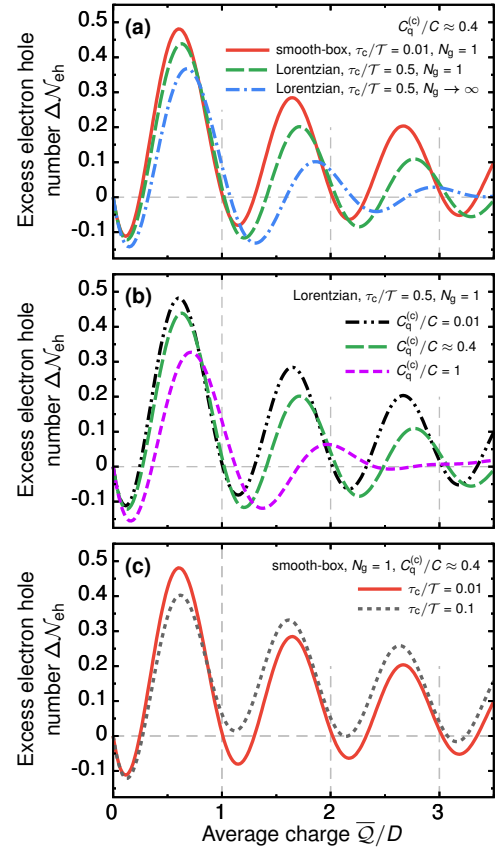 (a)
C_q^(c)/C ≈ 0.4
smooth-box, τ_c/𝒯 = 0.01, N_g = 1
Lorentzian, τ_c/𝒯 = 0.5, N_g = 1
Lorentzian, τ_c/𝒯 = 0.5, N_g → ∞
Excess electron hole
number Δ𝒩_eh
0.5
0.4
0.3
0.2
0.1
0
-0.1
(b)
Lorentzian, τ_c/𝒯 = 0.5, N_g = 1
C_q^(c)/C = 0.01
C_q^(c)/C ≈ 0.4
C_q^(c)/C = 1
Excess electron hole
number Δ𝒩_eh
0.5
0.4
0.3
0.2
0.1
0
-0.1
(c)
smooth-box, N_g = 1, C_q^(c)/C ≈ 0.4
τ_c/𝒯 = 0.01
τ_c/𝒯 = 0.1
Excess electron hole
number Δ𝒩_eh
0.5
0.4
0.3
0.2
0.1
0
-0.1
0 1 2 3
Average charge 𝒬̅/D